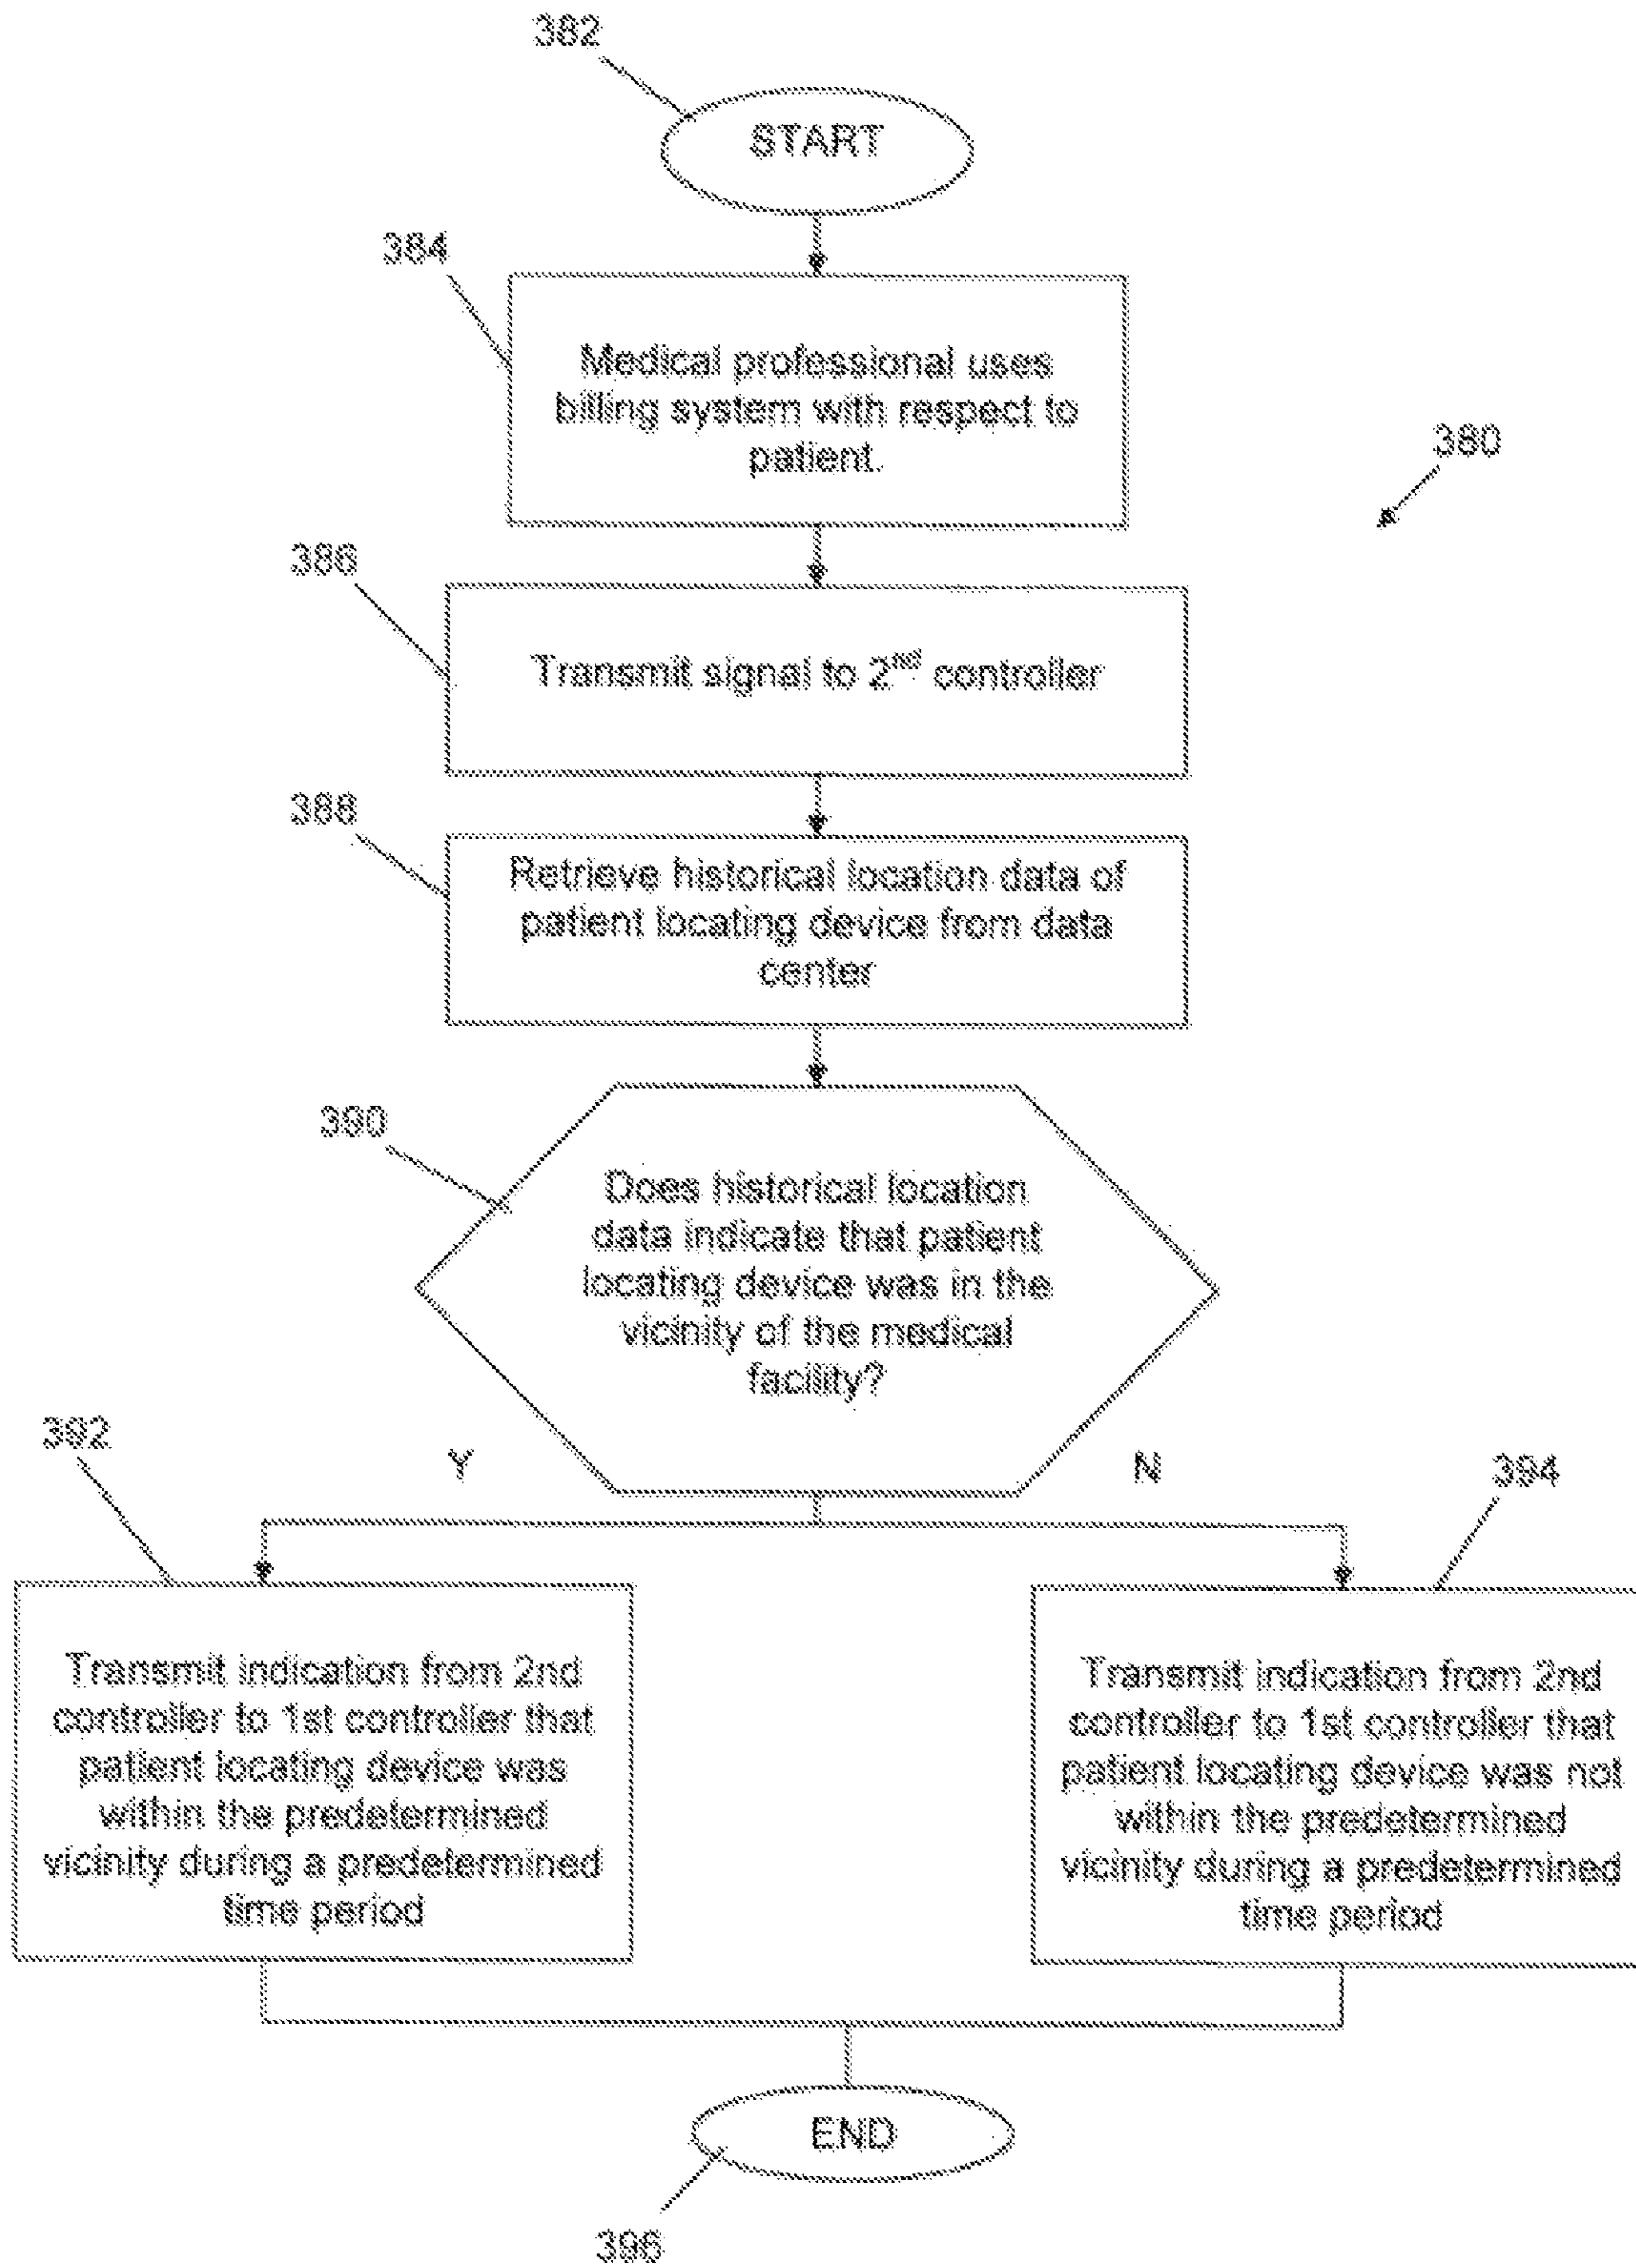 382
START
384
Medical professional uses
billing system with respect to
patient.
380
386
Transmit signal to 2nd controller
388
Retrieve historical location data of
patient locating device from data
center
390
Does historical location
data indicate that patient
locating device was in the
vicinity of the medical
facility?
392
Y
N
394
Transmit indication from 2nd
controller to 1st controller that
patient locating device was
within the predetermined
vicinity during a predetermined
time period
Transmit indication from 2nd
controller to 1st controller that
patient locating device was not
within the predetermined
vicinity during a predetermined
time period
END
396